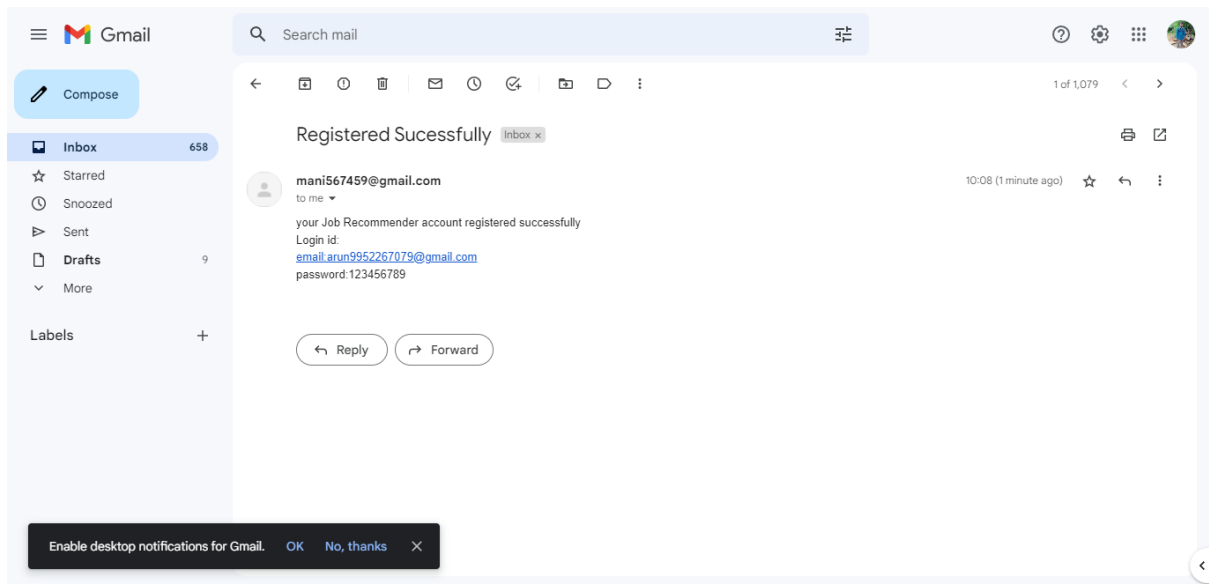 Gmail
Search mail
Compose
1 of 1,079
Registered Sucessfully Inbox ×
Inbox 658
Starred
mani567459@gmail.com 10:08 (1 minute ago)
to me
Snoozed
your Job Recommender account registered successfully
Sent
Login id:
Drafts 9
email:arun9952267079@gmail.com
password:123456789
More
Labels +
Reply Forward
Enable desktop notifications for Gmail. OK No, thanks